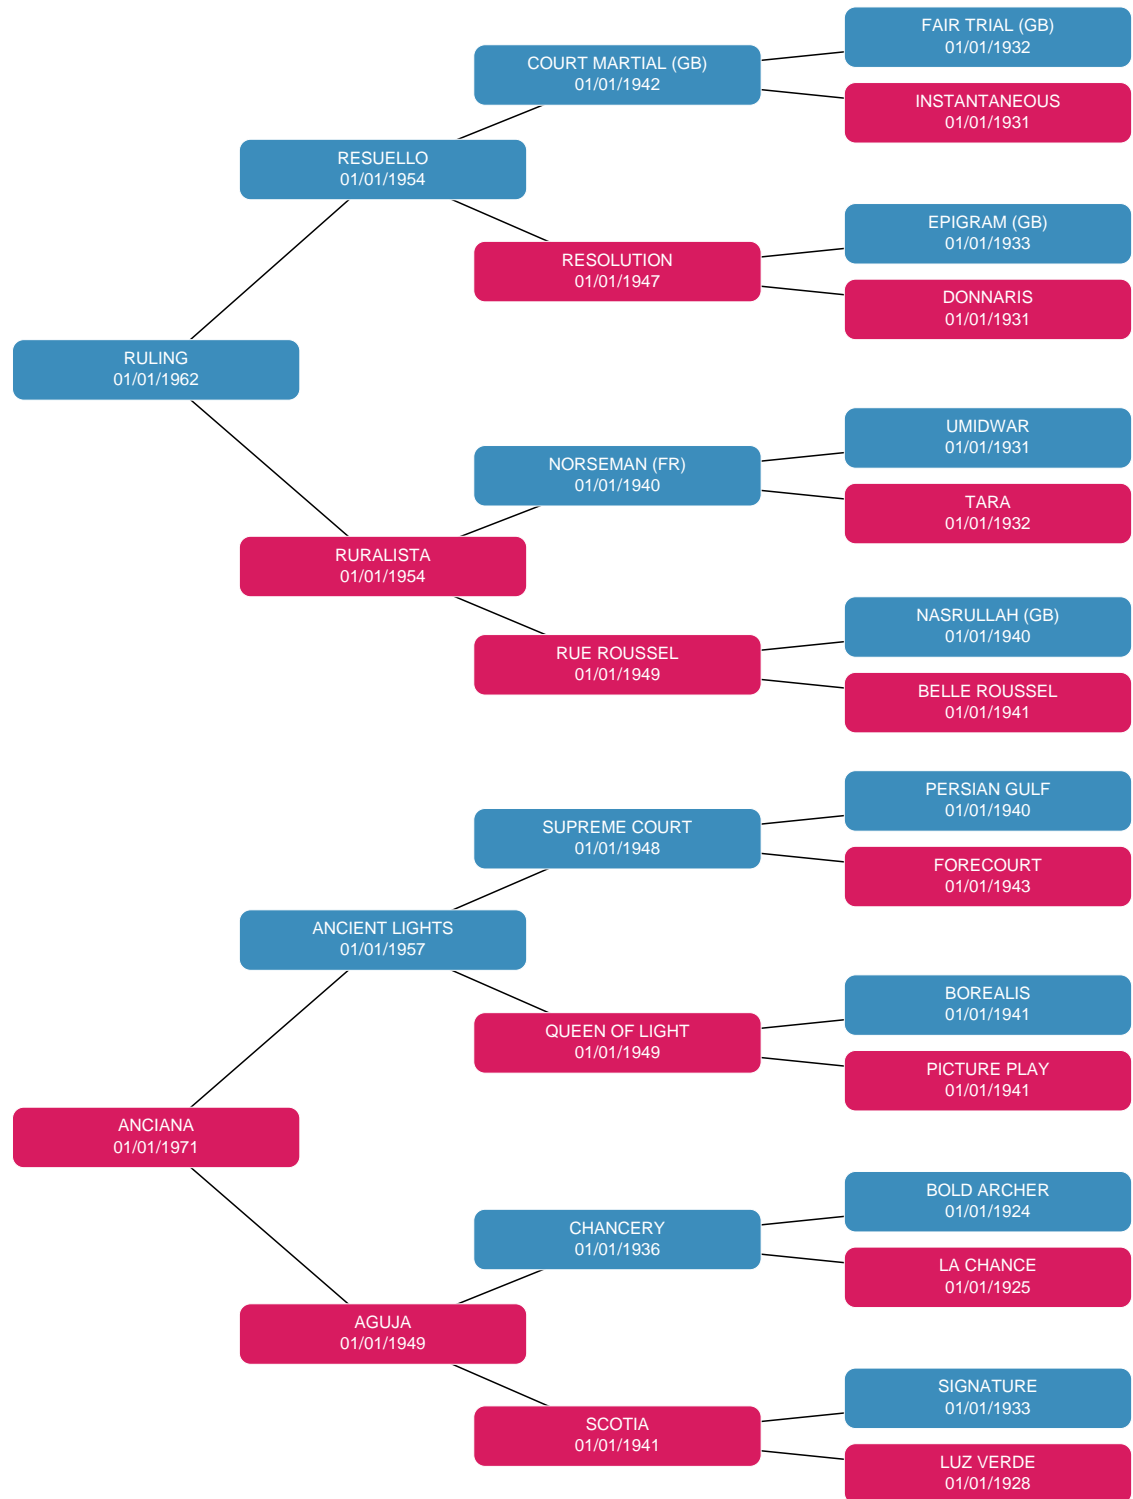 FAIR TRIAL (GB)
01/01/1932
COURT MARTIAL (GB)
01/01/1942
INSTANTANEOUS
01/01/1931
RESUELLO
01/01/1954
EPIGRAM (GB)
01/01/1933
RESOLUTION
01/01/1947
DONNARIS
01/01/1931
RULING
01/01/1962
UMIDWAR
01/01/1931
NORSEMAN (FR)
01/01/1940
TARA
01/01/1932
RURALISTA
01/01/1954
NASRULLAH (GB)
01/01/1940
RUE ROUSSEL
01/01/1949
BELLE ROUSSEL
01/01/1941
PERSIAN GULF
01/01/1940
SUPREME COURT
01/01/1948
FORECOURT
01/01/1943
ANCIENT LIGHTS
01/01/1957
BOREALIS
01/01/1941
QUEEN OF LIGHT
01/01/1949
PICTURE PLAY
01/01/1941
ANCIANA
01/01/1971
BOLD ARCHER
01/01/1924
CHANCERY
01/01/1936
LA CHANCE
01/01/1925
AGUJA
01/01/1949
SIGNATURE
01/01/1933
SCOTIA
01/01/1941
LUZ VERDE
01/01/1928